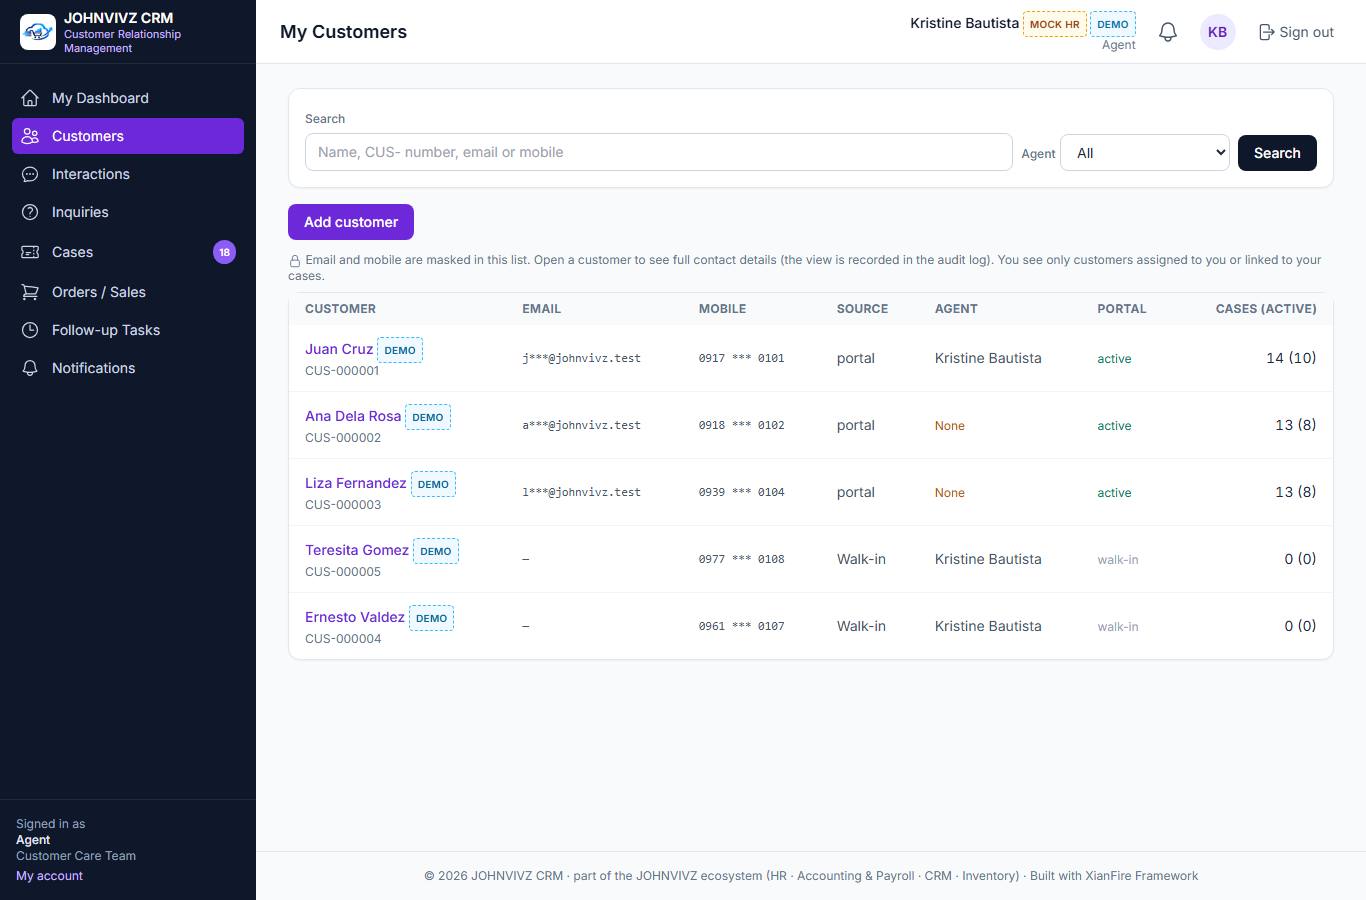 JOHNVIVZ CRM
Customer Relationship
Management
My Dashboard
Customers
Interactions
Inquiries
Cases 18
Orders / Sales
Follow-up Tasks
Notifications
Signed in as
Agent
Customer Care Team
My account
My Customers
Kristine Bautista MOCK HR DEMO
Agent
KB
Sign out
Search
Name, CUS- number, email or mobile
Agent All Search
Add customer
Email and mobile are masked in this list. Open a customer to see full contact details (the view is recorded in the audit log). You see only customers assigned to you or linked to your
cases.
CUSTOMER EMAIL MOBILE SOURCE AGENT PORTAL CASES (ACTIVE)
Juan Cruz DEMO
CUS-000001
j***@johnvivz.test 0917 *** 0101 portal Kristine Bautista active 14 (10)
Ana Dela Rosa DEMO
CUS-000002
a***@johnvivz.test 0918 *** 0102 portal None active 13 (8)
Liza Fernandez DEMO
CUS-000003
l***@johnvivz.test 0939 *** 0104 portal None active 13 (8)
Teresita Gomez DEMO
CUS-000005
— 0977 *** 0108 Walk-in Kristine Bautista walk-in 0 (0)
Ernesto Valdez DEMO
CUS-000004
— 0961 *** 0107 Walk-in Kristine Bautista walk-in 0 (0)
© 2026 JOHNVIVZ CRM · part of the JOHNVIVZ ecosystem (HR · Accounting & Payroll · CRM · Inventory) · Built with XianFire Framework